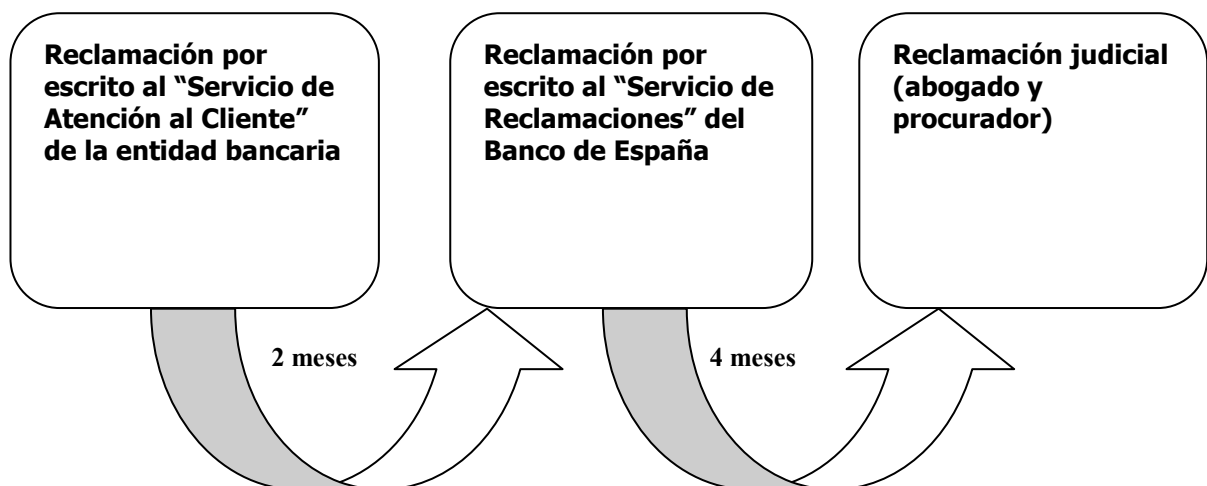 Reclamación por
escrito al “Servicio de
Atención al Cliente”
de la entidad bancaria
Reclamación por
escrito al “Servicio de
Reclamaciones” del
Banco de España
Reclamación judicial
(abogado y
procurador)
2 meses
4 meses